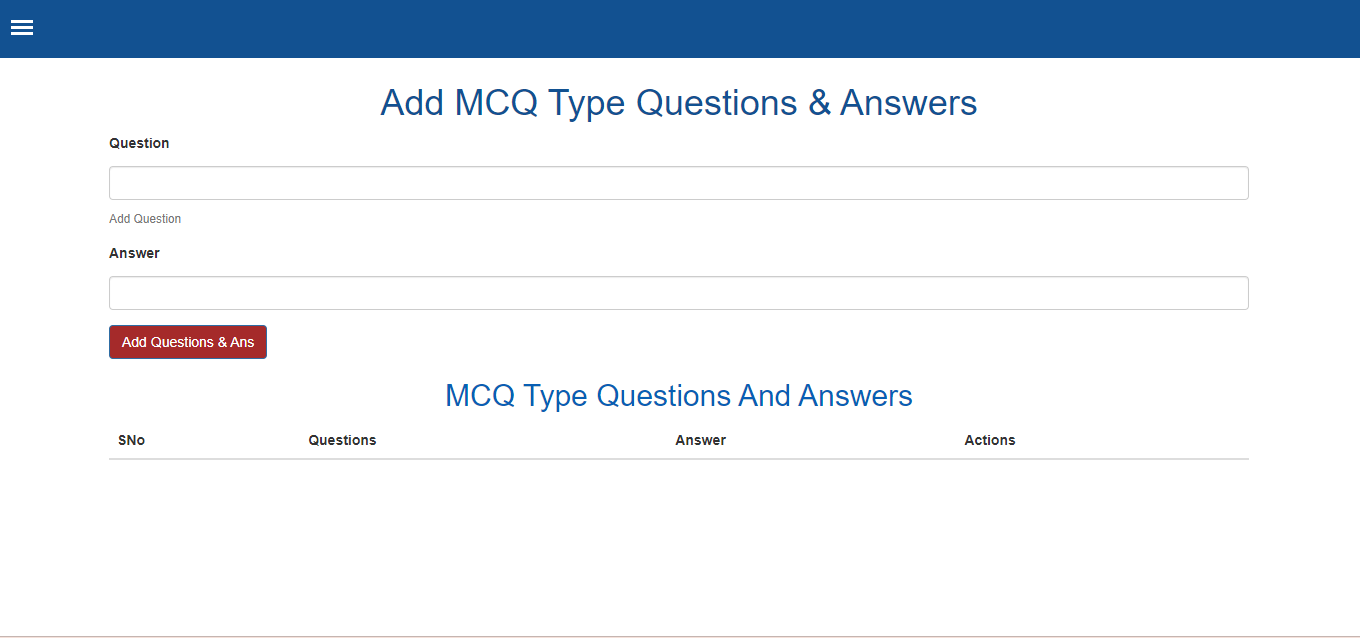 Add MCQ Type Questions & Answers
Question
Add Question
Answer
Add Questions & Ans
MCQ Type Questions And Answers
SNo Questions Answer Actions